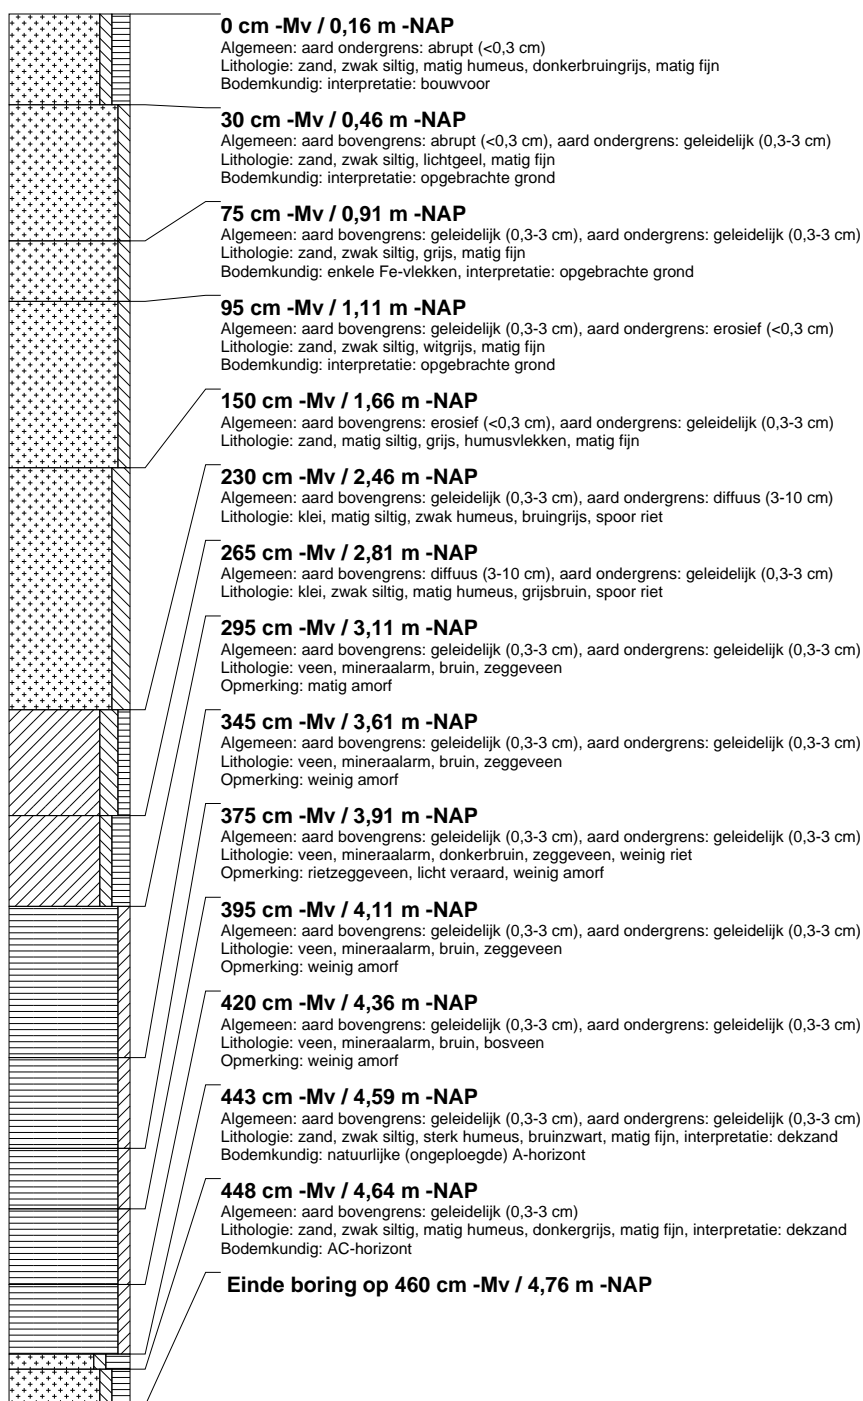 0 cm -Mv / 0,16 m -NAP
Algemeen: aard ondergrens: abrupt (<0,3 cm)
Lithologie: zand, zwak siltig, matig humeus, donkerbruingrijs, matig fijn
Bodemkundig: interpretatie: bouwvoor
30 cm -Mv / 0,46 m -NAP
Algemeen: aard bovengrens: abrupt (<0,3 cm), aard ondergrens: geleidelijk (0,3-3 cm)
Lithologie: zand, zwak siltig, lichtgeel, matig fijn
Bodemkundig: interpretatie: opgebrachte grond
75 cm -Mv / 0,91 m -NAP
Algemeen: aard bovengrens: geleidelijk (0,3-3 cm), aard ondergrens: geleidelijk (0,3-3 cm)
Lithologie: zand, zwak siltig, grijs, matig fijn
Bodemkundig: enkele Fe-vlekken, interpretatie: opgebrachte grond
95 cm -Mv / 1,11 m -NAP
Algemeen: aard bovengrens: geleidelijk (0,3-3 cm), aard ondergrens: erosief (<0,3 cm)
Lithologie: zand, zwak siltig, witgrijs, matig fijn
Bodemkundig: interpretatie: opgebrachte grond
150 cm -Mv / 1,66 m -NAP
Algemeen: aard bovengrens: erosief (<0,3 cm), aard ondergrens: geleidelijk (0,3-3 cm)
Lithologie: zand, matig siltig, grijs, humusvlekken, matig fijn
230 cm -Mv / 2,46 m -NAP
Algemeen: aard bovengrens: geleidelijk (0,3-3 cm), aard ondergrens: diffuus (3-10 cm)
Lithologie: klei, matig siltig, zwak humeus, bruingrijs, spoor riet
265 cm -Mv / 2,81 m -NAP
Algemeen: aard bovengrens: diffuus (3-10 cm), aard ondergrens: geleidelijk (0,3-3 cm)
Lithologie: klei, zwak siltig, matig humeus, grijsbruin, spoor riet
295 cm -Mv / 3,11 m -NAP
Algemeen: aard bovengrens: geleidelijk (0,3-3 cm), aard ondergrens: geleidelijk (0,3-3 cm)
Lithologie: veen, mineraalarm, bruin, zeggeveen
Opmerking: matig amorf
345 cm -Mv / 3,61 m -NAP
Algemeen: aard bovengrens: geleidelijk (0,3-3 cm), aard ondergrens: geleidelijk (0,3-3 cm)
Lithologie: veen, mineraalarm, bruin, zeggeveen
Opmerking: weinig amorf
375 cm -Mv / 3,91 m -NAP
Algemeen: aard bovengrens: geleidelijk (0,3-3 cm), aard ondergrens: geleidelijk (0,3-3 cm)
Lithologie: veen, mineraalarm, donkerbruin, zeggeveen, weinig riet
Opmerking: rietzeggeveen, licht veraard, weinig amorf
395 cm -Mv / 4,11 m -NAP
Algemeen: aard bovengrens: geleidelijk (0,3-3 cm), aard ondergrens: geleidelijk (0,3-3 cm)
Lithologie: veen, mineraalarm, bruin, zeggeveen
Opmerking: weinig amorf
420 cm -Mv / 4,36 m -NAP
Algemeen: aard bovengrens: geleidelijk (0,3-3 cm), aard ondergrens: geleidelijk (0,3-3 cm)
Lithologie: veen, mineraalarm, bruin, bosveen
Opmerking: weinig amorf
443 cm -Mv / 4,59 m -NAP
Algemeen: aard bovengrens: geleidelijk (0,3-3 cm), aard ondergrens: geleidelijk (0,3-3 cm)
Lithologie: zand, zwak siltig, sterk humeus, bruinzwart, matig fijn, interpretatie: dekzand
Bodemkundig: natuurlijke (ongeploegde) A-horizont
448 cm -Mv / 4,64 m -NAP
Algemeen: aard bovengrens: geleidelijk (0,3-3 cm)
Lithologie: zand, zwak siltig, matig humeus, donkergrijs, matig fijn, interpretatie: dekzand
Bodemkundig: AC-horizont
Einde boring op 460 cm -Mv / 4,76 m -NAP